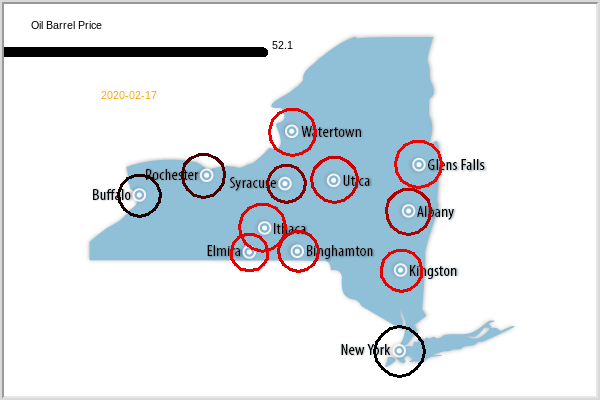 Oil Barrel Price
52.1
2020-02-17
Watertown
Rochester
Glens Falls
Syracuse
Utica
Buffalo
Albany
Ithaca
Elmira
Binghamton
Kingston
New York